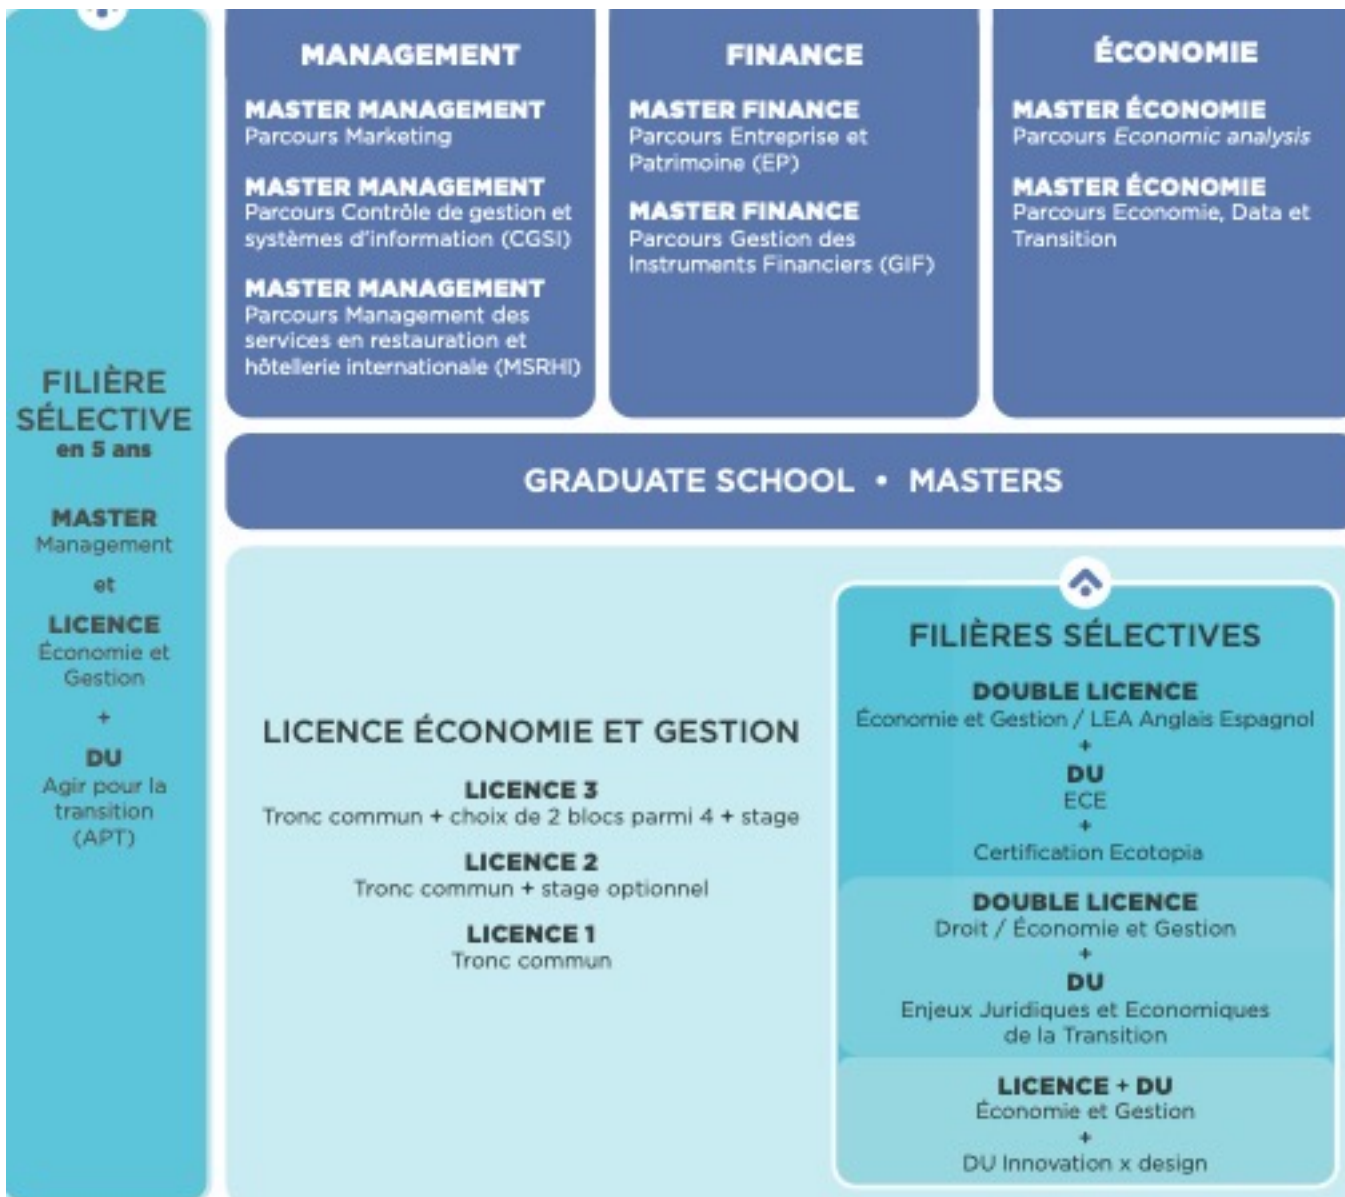 FILIÈRE
SÉLECTIVE
en 5 ans
MASTER
Management
et
LICENCE
Économie et
Gestion
+
DU
Agir pour la
transition
(APT)
MANAGEMENT
MASTER MANAGEMENT
Parcours Marketing
MASTER MANAGEMENT
Parcours Contrôle de gestion et
systèmes d'information (CGSI)
MASTER MANAGEMENT
Parcours Management des
services en restauration et
hôtellerie internationale (MSRHI)
FINANCE
MASTER FINANCE
Parcours Entreprise et
Patrimoine (EP)
MASTER FINANCE
Parcours Gestion des
Instruments Financiers (GIF)
ÉCONOMIE
MASTER ÉCONOMIE
Parcours Economic analysis
MASTER ÉCONOMIE
Parcours Economie, Data et
Transition
GRADUATE SCHOOL • MASTERS
LICENCE ÉCONOMIE ET GESTION
LICENCE 3
Tronc commun + choix de 2 blocs parmi 4 + stage
LICENCE 2
Tronc commun + stage optionnel
LICENCE 1
Tronc commun
FILIÈRES SÉLECTIVES
DOUBLE LICENCE
Économie et Gestion / LEA Anglais Espagnol
+
DU
ECE
+
Certification Ecotopia
DOUBLE LICENCE
Droit / Économie et Gestion
+
DU
Enjeux Juridiques et Economiques
de la Transition
LICENCE + DU
Économie et Gestion
+
DU Innovation x design